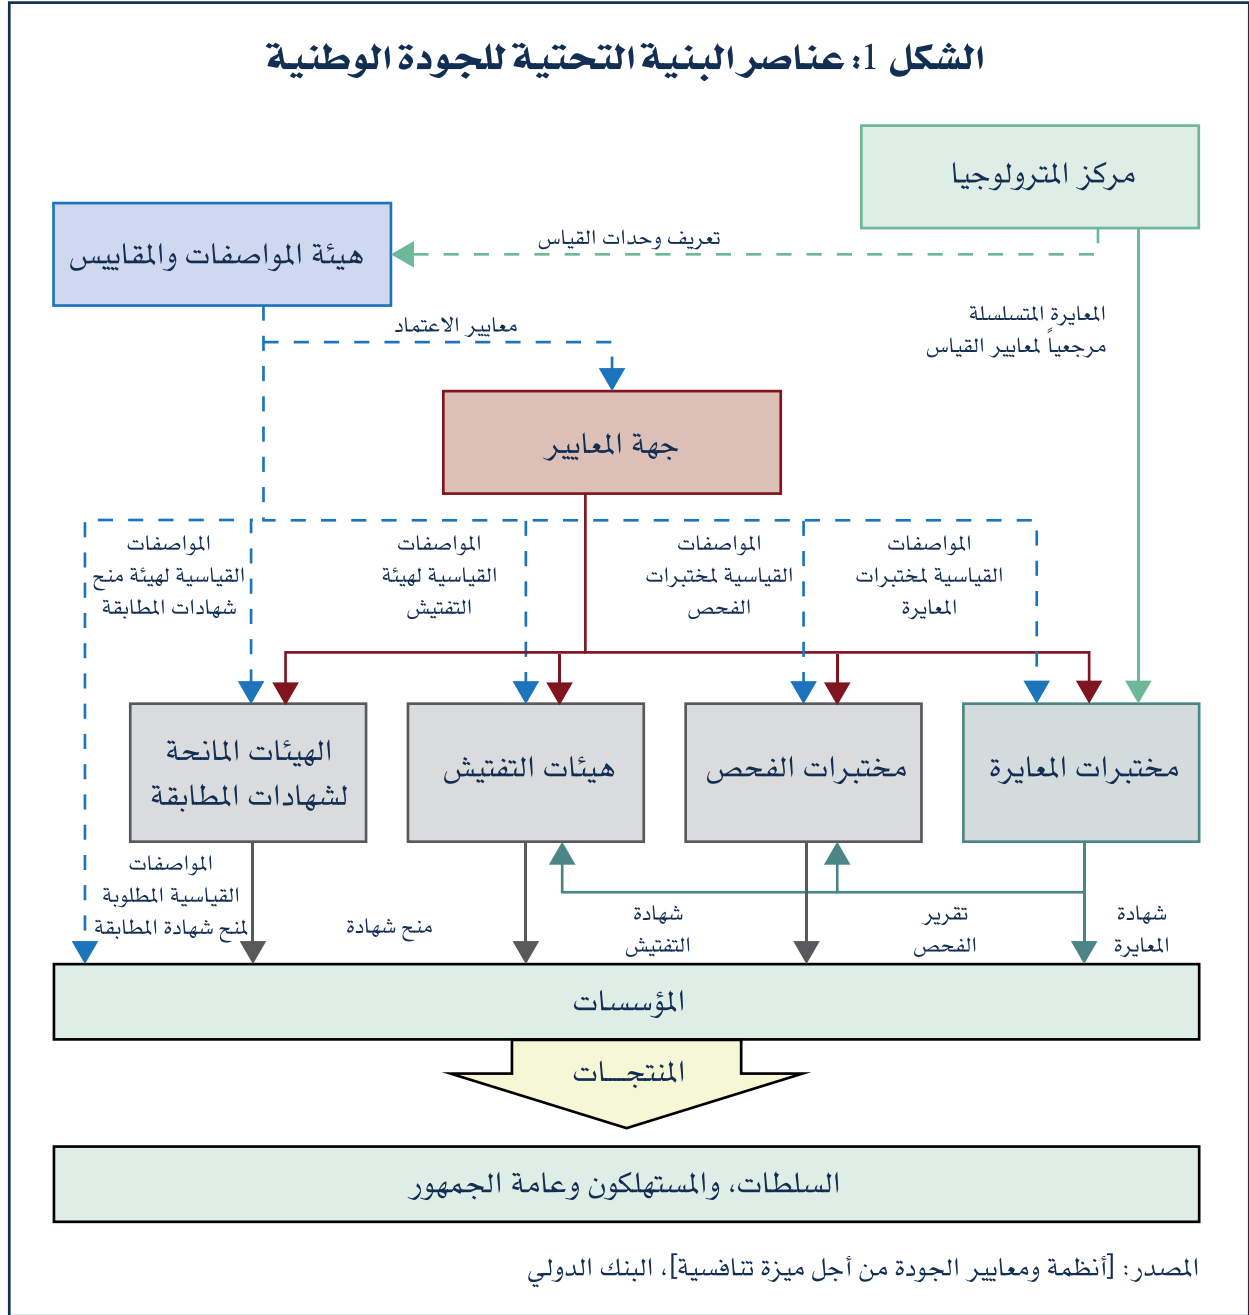 الشكل 1: عناصر البنية التحتية للجودة الوطنية
مركز المترولوجيا
هيئة المواصفات والمقاييس
تعريف وحدات القياس
المعايرة المتسلسلة
مرجعياً لمعايير القياس
معايير الاعتماد
جهة المعايير
المواصفات
القياسية لمختبرات
المعايرة
المواصفات
القياسية لمختبرات
الفحص
المواصفات
القياسية لهيئة
التفتيش
المواصفات
القياسية لهيئة منح
شهادات المطابقة
مختبرات المعايرة
مختبرات الفحص
هيئات التفتيش
الهيئات المانحة
لشهادات المطابقة
شهادة
المعايرة
تقرير
الفحص
شهادة
التفتيش
منح شهادة
المواصفات
القياسية المطلوبة
لمنح شهادة المطابقة
المؤسسات
المنتجـــات
السلطات، والمستهلكون وعامة الجمهور
المصدر: [أنظمة ومعايير الجودة من أجل ميزة تنافسية]، البنك الدولي